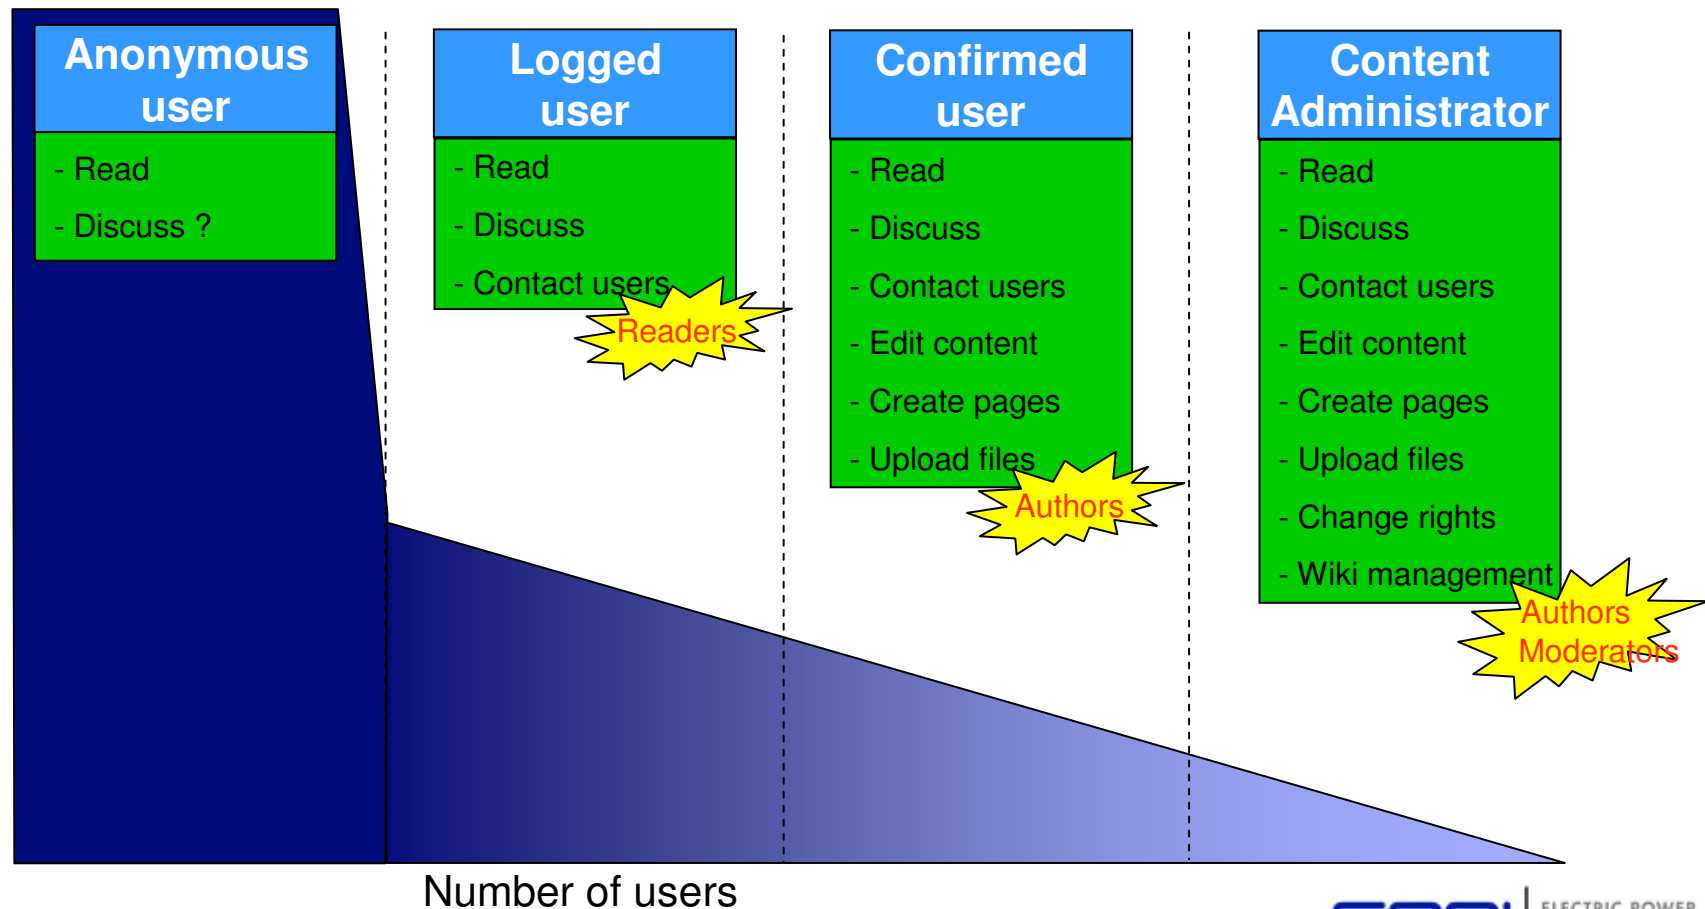 Anonymous
user
- Read
- Discuss ?
Logged
user
- Read
- Discuss
- Contact users
Readers
Confirmed
user
- Read
- Discuss
- Contact users
- Edit content
- Create pages
- Upload files
Authors
Content
Administrator
- Read
- Discuss
- Contact users
- Edit content
- Create pages
- Upload files
- Change rights
- Wiki management
Authors
Moderators
Number of users
ELECTRIC POWER